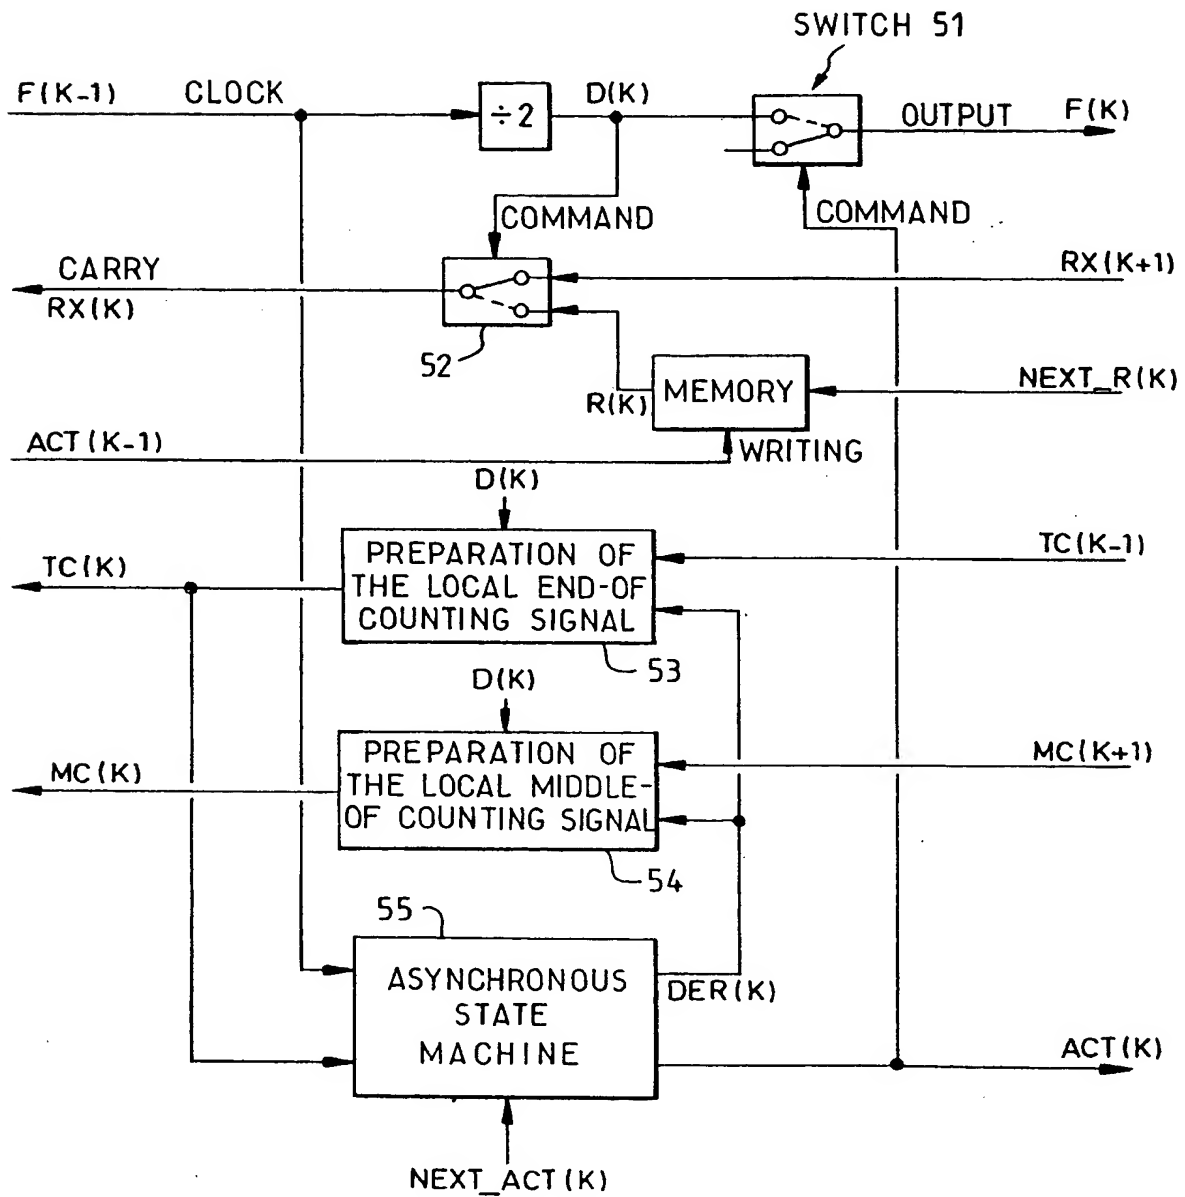 SWITCH 51
F(K-1) CLOCK ÷2 D(K) OUTPUT F(K)
COMMAND COMMAND
CARRY RX(K+1)
RX(K)
52
MEMORY NEXT_R(K)
R(K)
ACT(K-1) WRITING
D(K)
PREPARATION OF
THE LOCAL END-OF
COUNTING SIGNAL
TC(K-1)
TC(K)
53
D(K)
PREPARATION OF
THE LOCAL MIDDLE-
OF COUNTING SIGNAL
MC(K+1)
MC(K)
54
55
ASYNCHRONOUS
STATE
MACHINE
DER(K)
ACT(K)
NEXT_ACT(K)